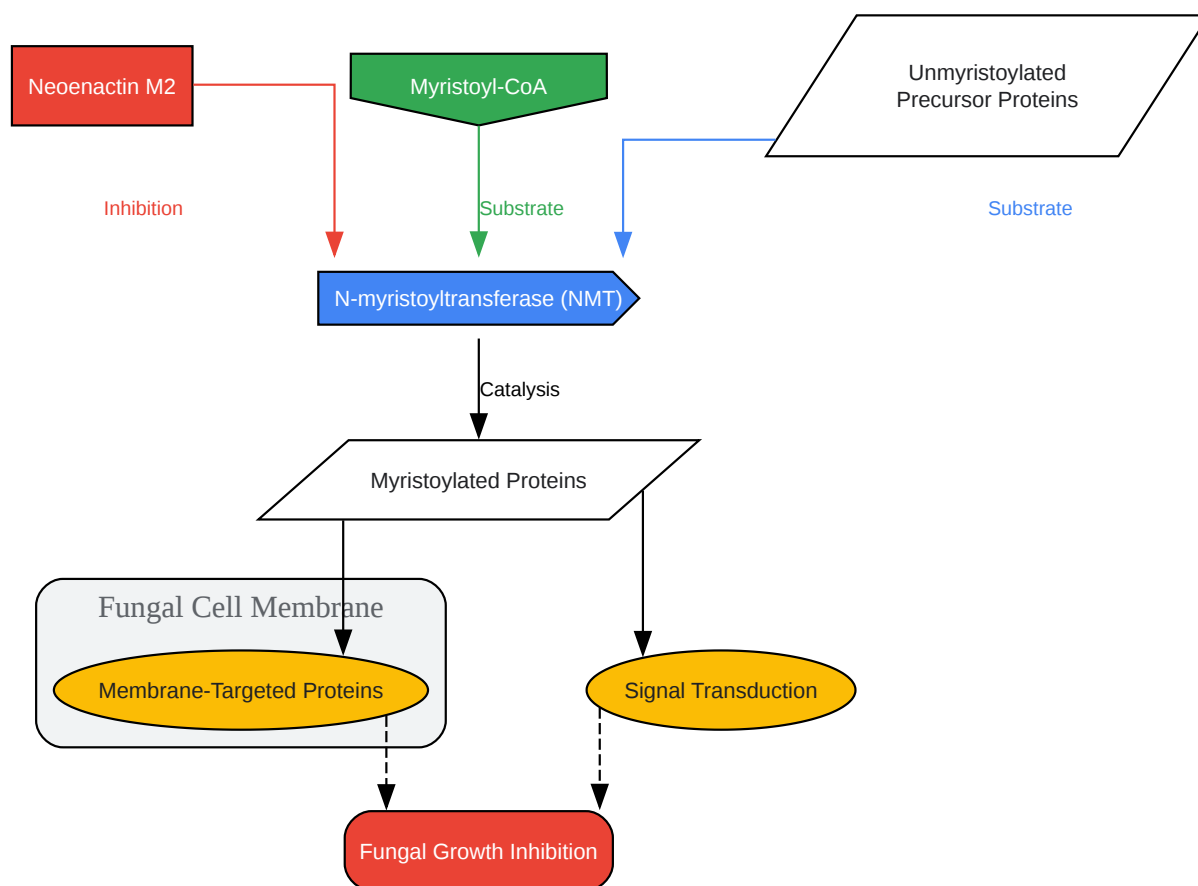 Neoenactin M2
Myristoyl-CoA
Unmyristoylated
Precursor Proteins
Inhibition
Substrate
Substrate
N-myristoyltransferase (NMT)
Catalysis
Myristoylated Proteins
Fungal Cell Membrane
Membrane-Targeted Proteins
Signal Transduction
Fungal Growth Inhibition